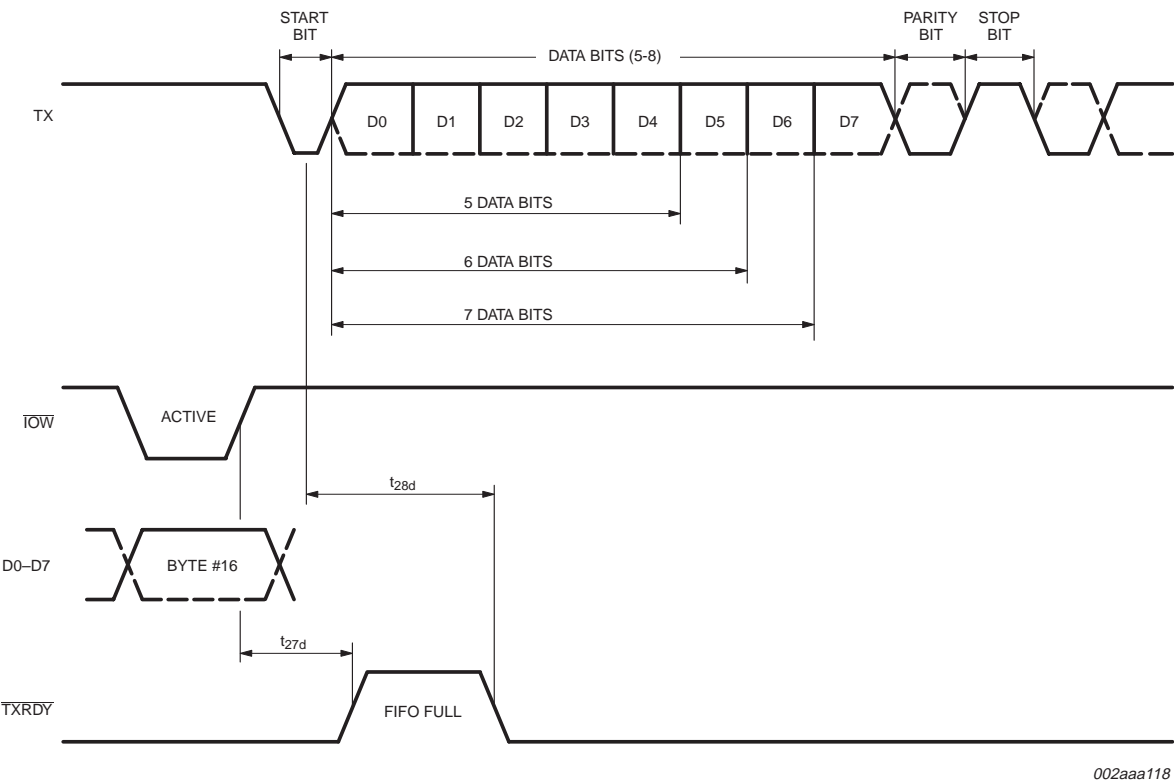 START
BIT
DATA BITS (5-8)
PARITY
BIT
STOP
BIT
TX
D0
D1
D2
D3
D4
D5
D6
D7
5 DATA BITS
6 DATA BITS
7 DATA BITS
IOW
ACTIVE
t28d
D0–D7
BYTE #16
t27d
TXRDY
FIFO FULL
002aaa118